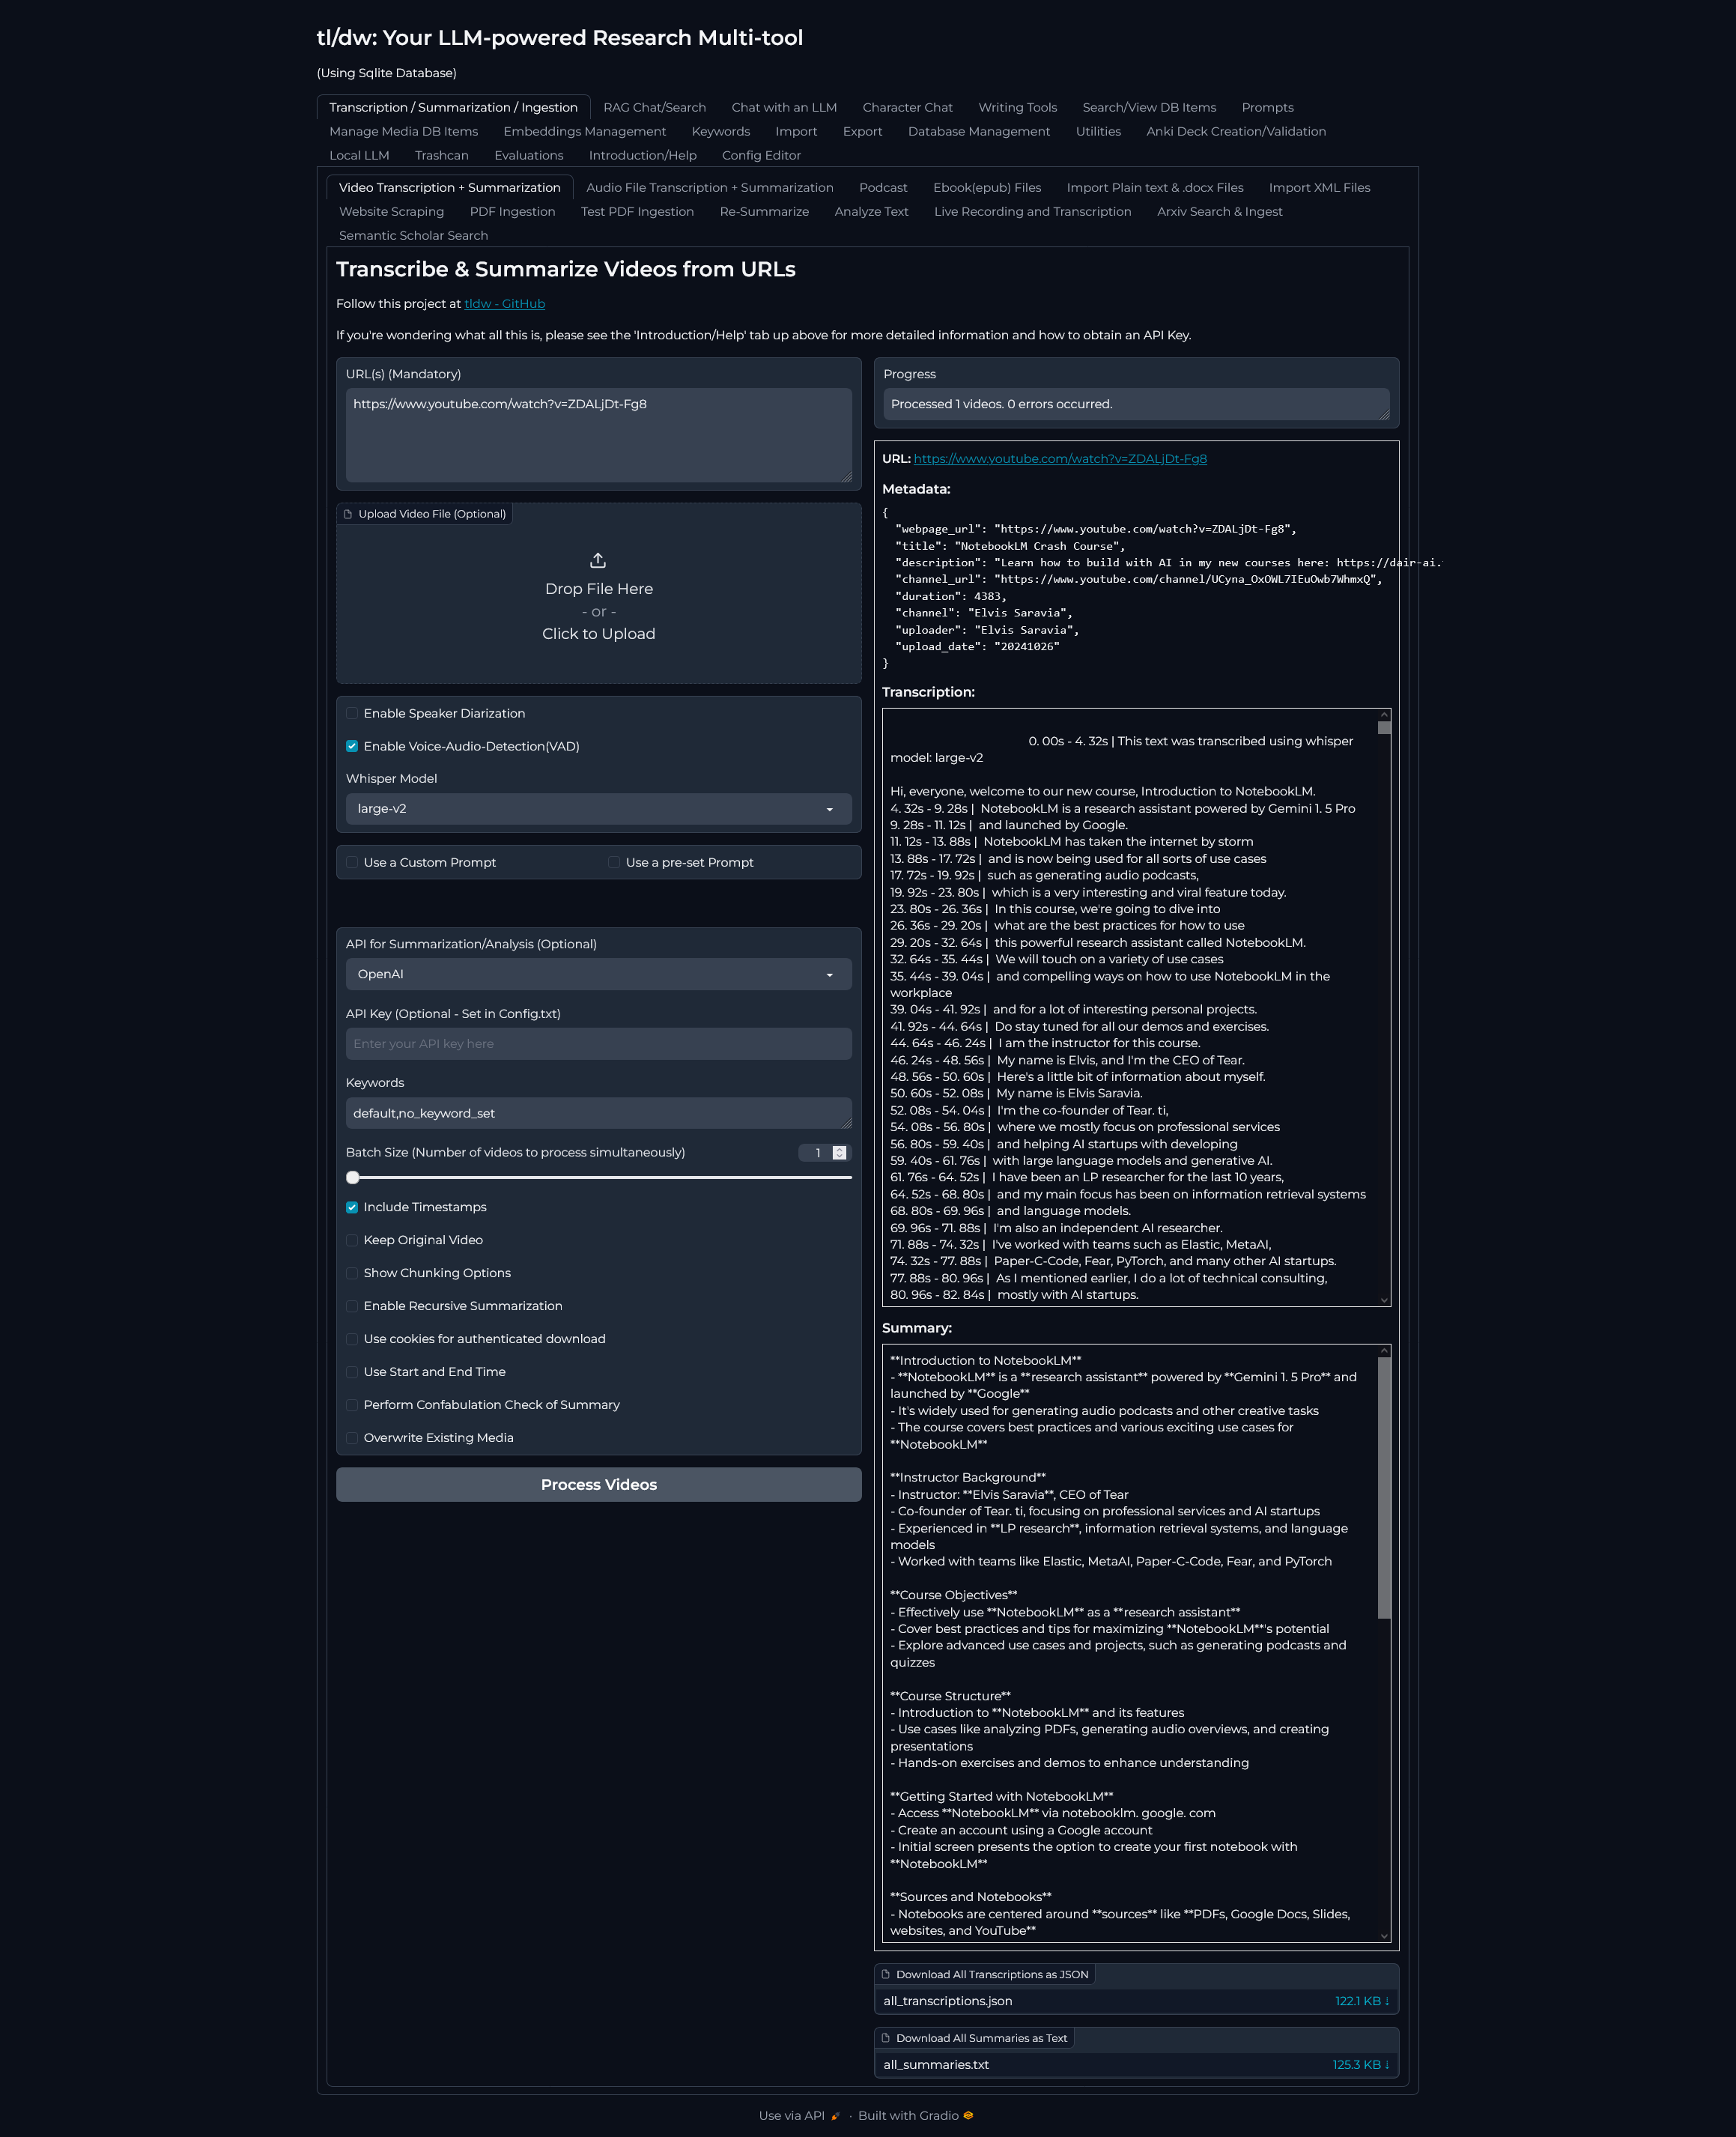 tl/dw: Your LLM-powered Research Multi-tool
(Using Sqlite Database)
Transcription / Summarization / Ingestion RAG Chat/Search Chat with an LLM Character Chat Writing Tools Search/View DB Items Prompts
Manage Media DB Items Embeddings Management Keywords Import Export Database Management Utilities Anki Deck Creation/Validation
Local LLM Trashcan Evaluations Introduction/Help Config Editor
Video Transcription + Summarization Audio File Transcription + Summarization Podcast Ebook(epub) Files Import Plain text & .docx Files Import XML Files
Website Scraping PDF Ingestion Test PDF Ingestion Re-Summarize Analyze Text Live Recording and Transcription Arxiv Search & Ingest
Semantic Scholar Search
Transcribe & Summarize Videos from URLs
Follow this project at tldw - GitHub
If you're wondering what all this is, please see the 'Introduction/Help' tab up above for more detailed information and how to obtain an API Key.
URL(s) (Mandatory)
https://www.youtube.com/watch?v=ZDALjDt-Fg8
Upload Video File (Optional)
Drop File Here
- or -
Click to Upload
Enable Speaker Diarization
Enable Voice-Audio-Detection(VAD)
Whisper Model
large-v2
Use a Custom Prompt Use a pre-set Prompt
API for Summarization/Analysis (Optional)
OpenAI
API Key (Optional - Set in Config.txt)
Enter your API key here
Keywords
default,no_keyword_set
Batch Size (Number of videos to process simultaneously) 1
Include Timestamps
Keep Original Video
Show Chunking Options
Enable Recursive Summarization
Use cookies for authenticated download
Use Start and End Time
Perform Confabulation Check of Summary
Overwrite Existing Media
Process Videos
Progress
Processed 1 videos. 0 errors occurred.
URL: https://www.youtube.com/watch?v=ZDALjDt-Fg8
Metadata:
{
"webpage_url": "https://www.youtube.com/watch?v=ZDALjDt-Fg8",
"title": "NotebookLM Crash Course",
"description": "Learn how to build with AI in my new courses here: https://dair-ai.
"channel_url": "https://www.youtube.com/channel/UCyna_OxOWL7IEuOwb7WhmxQ",
"duration": 4383,
"channel": "Elvis Saravia",
"uploader": "Elvis Saravia",
"upload_date": "20241026"
}
Transcription:
0. 00s - 4. 32s | This text was transcribed using whisper
model: large-v2
Hi, everyone, welcome to our new course, Introduction to NotebookLM.
4. 32s - 9. 28s | NotebookLM is a research assistant powered by Gemini 1. 5 Pro
9. 28s - 11. 12s | and launched by Google.
11. 12s - 13. 88s | NotebookLM has taken the internet by storm
13. 88s - 17. 72s | and is now being used for all sorts of use cases
17. 72s - 19. 92s | such as generating audio podcasts,
19. 92s - 23. 80s | which is a very interesting and viral feature today.
23. 80s - 26. 36s | In this course, we're going to dive into
26. 36s - 29. 20s | what are the best practices for how to use
29. 20s - 32. 64s | this powerful research assistant called NotebookLM.
32. 64s - 35. 44s | We will touch on a variety of use cases
35. 44s - 39. 04s | and compelling ways on how to use NotebookLM in the
workplace
39. 04s - 41. 92s | and for a lot of interesting personal projects.
41. 92s - 44. 64s | Do stay tuned for all our demos and exercises.
44. 64s - 46. 24s | I am the instructor for this course.
46. 24s - 48. 56s | My name is Elvis, and I'm the CEO of Tear.
48. 56s - 50. 60s | Here's a little bit of information about myself.
50. 60s - 52. 08s | My name is Elvis Saravia.
52. 08s - 54. 04s | I'm the co-founder of Tear. ti,
54. 08s - 56. 80s | where we mostly focus on professional services
56. 80s - 59. 40s | and helping AI startups with developing
59. 40s - 61. 76s | with large language models and generative AI.
61. 76s - 64. 52s | I have been an LP researcher for the last 10 years,
64. 52s - 68. 80s | and my main focus has been on information retrieval systems
68. 80s - 69. 96s | and language models.
69. 96s - 71. 88s | I'm also an independent AI researcher.
71. 88s - 74. 32s | I've worked with teams such as Elastic, MetaAI,
74. 32s - 77. 88s | Paper-C-Code, Fear, PyTorch, and many other AI startups.
77. 88s - 80. 96s | As I mentioned earlier, I do a lot of technical consulting,
80. 96s - 82. 84s | mostly with AI startups.
Summary:
**Introduction to NotebookLM**
- **NotebookLM** is a **research assistant** powered by **Gemini 1. 5 Pro** and
launched by **Google**
- It's widely used for generating audio podcasts and other creative tasks
- The course covers best practices and various exciting use cases for
**NotebookLM**
**Instructor Background**
- Instructor: **Elvis Saravia**, CEO of Tear
- Co-founder of Tear. ti, focusing on professional services and AI startups
- Experienced in **LP research**, information retrieval systems, and language
models
- Worked with teams like Elastic, MetaAI, Paper-C-Code, Fear, and PyTorch
**Course Objectives**
- Effectively use **NotebookLM** as a **research assistant**
- Cover best practices and tips for maximizing **NotebookLM**'s potential
- Explore advanced use cases and projects, such as generating podcasts and
quizzes
**Course Structure**
- Introduction to **NotebookLM** and its features
- Use cases like analyzing PDFs, generating audio overviews, and creating
presentations
- Hands-on exercises and demos to enhance understanding
**Getting Started with NotebookLM**
- Access **NotebookLM** via notebooklm. google. com
- Create an account using a Google account
- Initial screen presents the option to create your first notebook with
**NotebookLM**
**Sources and Notebooks**
- Notebooks are centered around **sources** like **PDFs, Google Docs, Slides,
websites, and YouTube**
Download All Transcriptions as JSON
all_transcriptions.json 122.1 KB ↓
Download All Summaries as Text
all_summaries.txt 125.3 KB ↓
Use via API · Built with Gradio